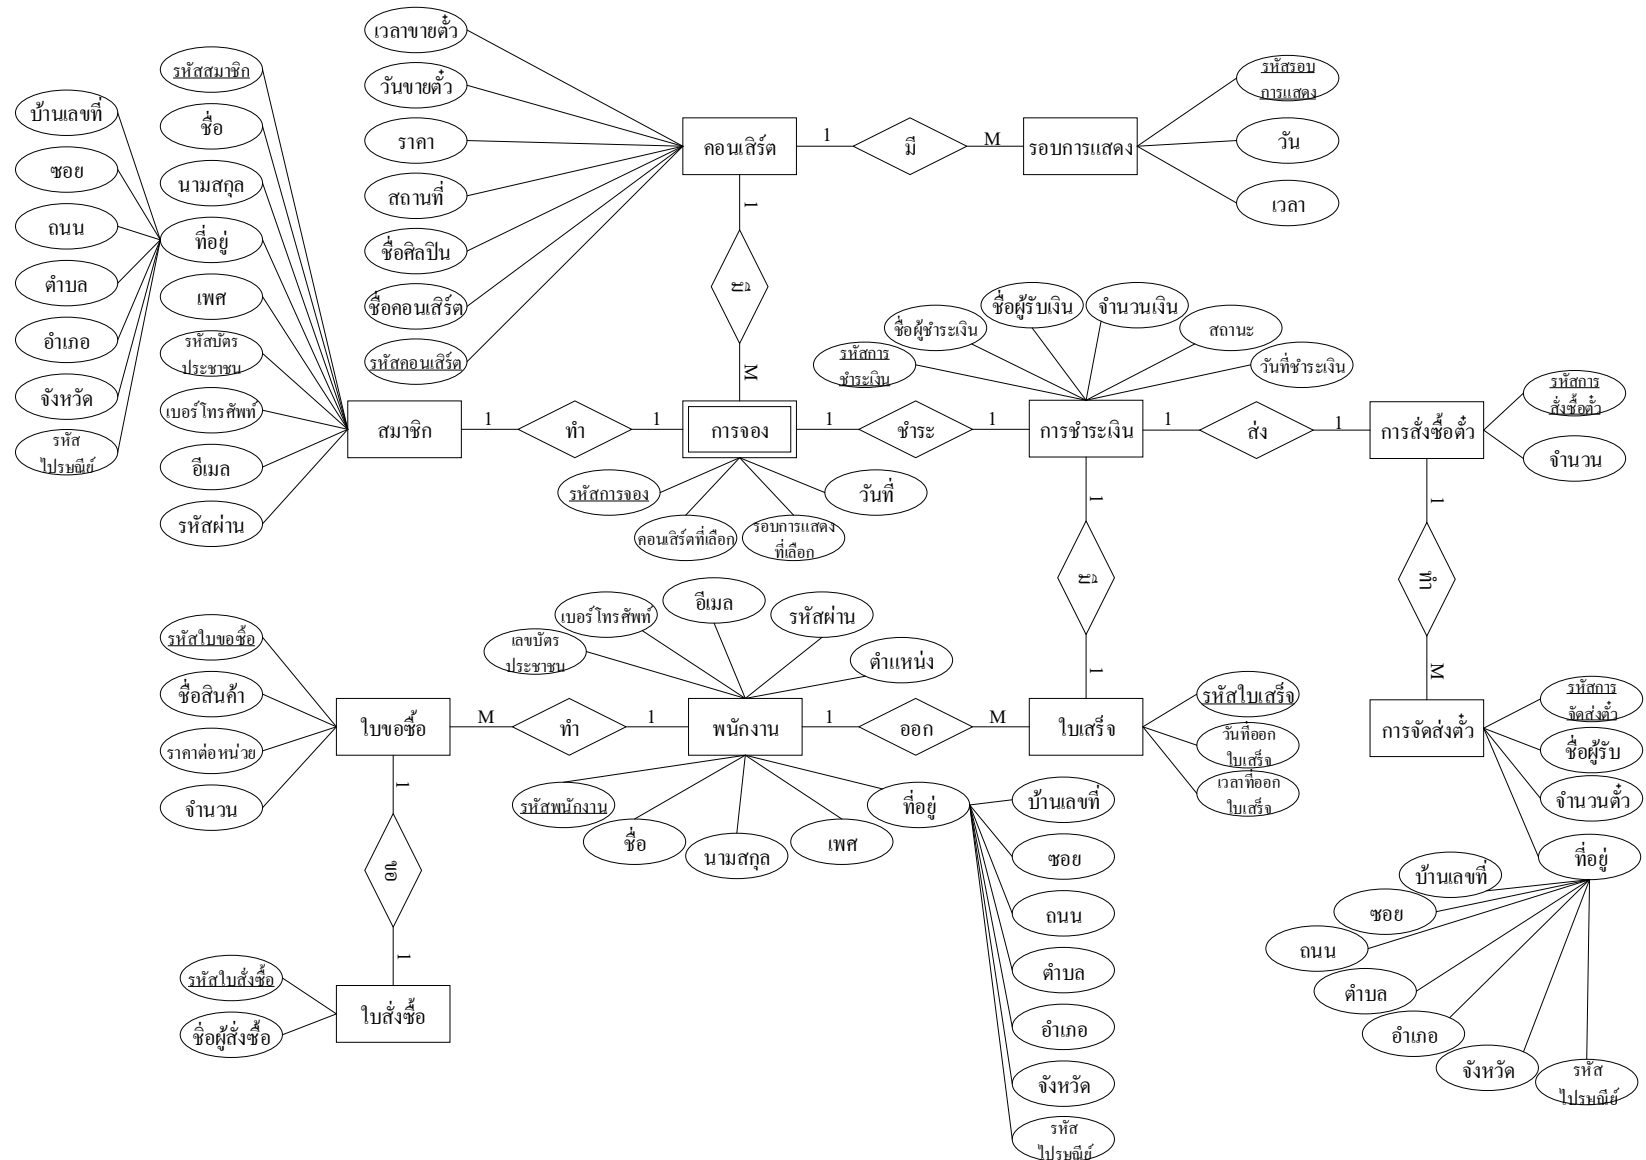 เวลาขายตั๋ว
วันขายตั๋ว
ราคา
สถานที่
ชื่อศิลปิน
ชื่อคอนเสิร์ต
รหัสคอนเสิร์ต
คอนเสิร์ต
1
มี
M
รอบการแสดง
รหัสรอบ
การแสดง
วัน
เวลา
1
มี
M
รหัสสมาชิก
ชื่อ
นามสกุล
ที่อยู่
เพศ
รหัสบัตร
ประชาชน
เบอร์โทรศัพท์
อีเมล
รหัสผ่าน
บ้านเลขที่
ซอย
ถนน
ตำบล
อำเภอ
จังหวัด
รหัส
ไปรษณีย์
สมาชิก
1
ทำ
1
การจอง
1
ชำระ
1
การชำระเงิน
1
ส่ง
1
การสั่งซื้อตั๋ว
รหัสการจอง
คอนเสิร์ตที่เลือก
รอบการแสดง
ที่เลือก
วันที่
รหัสการ
ชำระเงิน
ชื่อผู้ชำระเงิน
ชื่อผู้รับเงิน
จำนวนเงิน
สถานะ
วันที่ชำระเงิน
รหัสการ
สั่งซื้อตั๋ว
จำนวน
1
มี
1
1
ทำ
M
รหัสใบขอซื้อ
ชื่อสินค้า
ราคาต่อหน่วย
จำนวน
ใบขอซื้อ
M
ทำ
1
พนักงาน
1
ออก
M
ใบเสร็จ
การจัดส่งตั๋ว
เลขบัตร
ประชาชน
เบอร์โทรศัพท์
อีเมล
รหัสผ่าน
ตำแหน่ง
รหัสพนักงาน
ชื่อ
นามสกุล
เพศ
ที่อยู่
บ้านเลขที่
ซอย
ถนน
ตำบล
อำเภอ
จังหวัด
รหัส
ไปรษณีย์
รหัสใบเสร็จ
วันที่ออก
ใบเสร็จ
เวลาที่ออก
ใบเสร็จ
รหัสการ
จัดส่งตั๋ว
ชื่อผู้รับ
จำนวนตั๋ว
ที่อยู่
บ้านเลขที่
ซอย
ถนน
ตำบล
อำเภอ
จังหวัด
รหัส
ไปรษณีย์
1
ขอ
1
รหัสใบสั่งซื้อ
ชื่อผู้สั่งซื้อ
ใบสั่งซื้อ